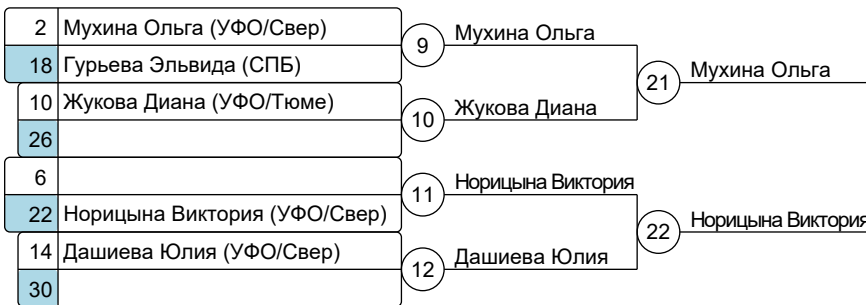 2 Мухина Ольга (УФО/Свер)
18 Гурьева Эльвида (СПБ)
10 Жукова Диана (УФО/Тюме)
26
6
22 Норицына Виктория (УФО/Свер)
14 Дашиева Юлия (УФО/Свер)
30
9 Мухина Ольга
10 Жукова Диана
11 Норицына Виктория
12 Дашиева Юлия
21 Мухина Ольга
22 Норицына Виктория